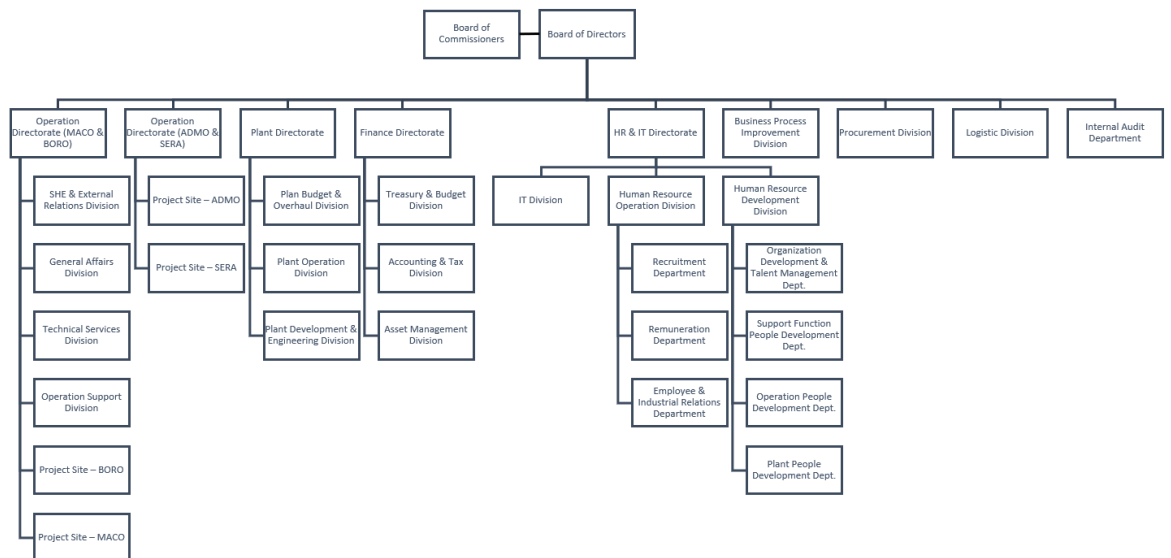 Board of
Commissioners
Board of Directors
Operation
Directorate (MACO &
BORO)
Operation
Directorate (ADMO &
SERA)
Plant Directorate
Finance Directorate
HR & IT Directorate
Business Process
Improvement
Division
Procurement Division
Logistic Division
Internal Audit
Department
SHE & External
Relations Division
General Affairs
Division
Technical Services
Division
Operation Support
Division
Project Site – BORO
Project Site – MACO
Project Site – ADMO
Project Site – SERA
Plan Budget &
Overhaul Division
Plant Operation
Division
Plant Development &
Engineering Division
Treasury & Budget
Division
Accounting & Tax
Division
Asset Management
Division
IT Division
Human Resource
Operation Division
Human Resource
Development
Division
Recruitment
Department
Remuneration
Department
Employee &
Industrial Relations
Department
Organization
Development &
Talent Management
Dept.
Support Function
People Development
Dept.
Operation People
Development Dept.
Plant People
Development Dept.